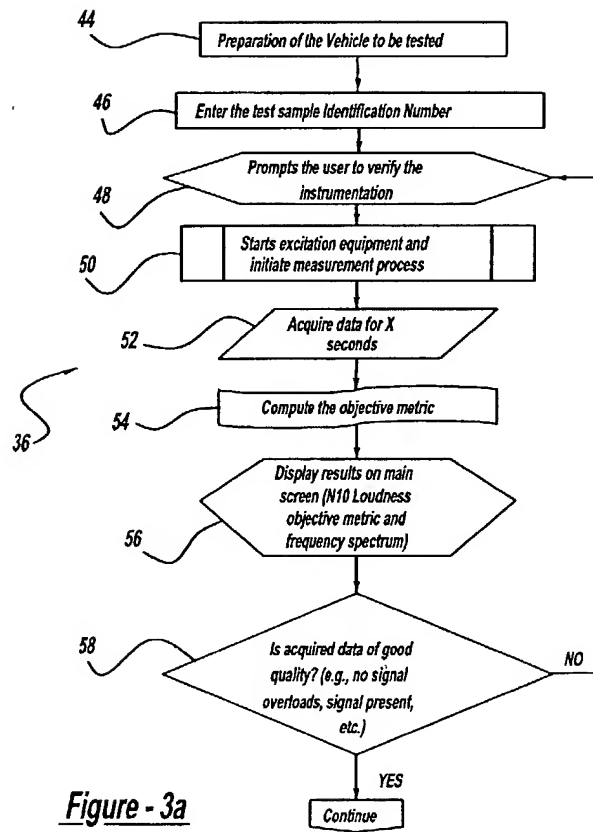 44
Preparation of the Vehicle to be tested
46
Enter the test sample Identification Number
Prompts the user to verify the
instrumentation
48
50
Starts excitation equipment and
initiate measurement process
52
Acquire data for X
seconds
54
Compute the objective metric
36
Display results on main
screen (N10 Loudness
objective metric and
frequency spectrum)
56
58
Is acquired data of good
quality? (e.g., no signal
overloads, signal present,
etc.)
NO
YES
Continue
Figure - 3a